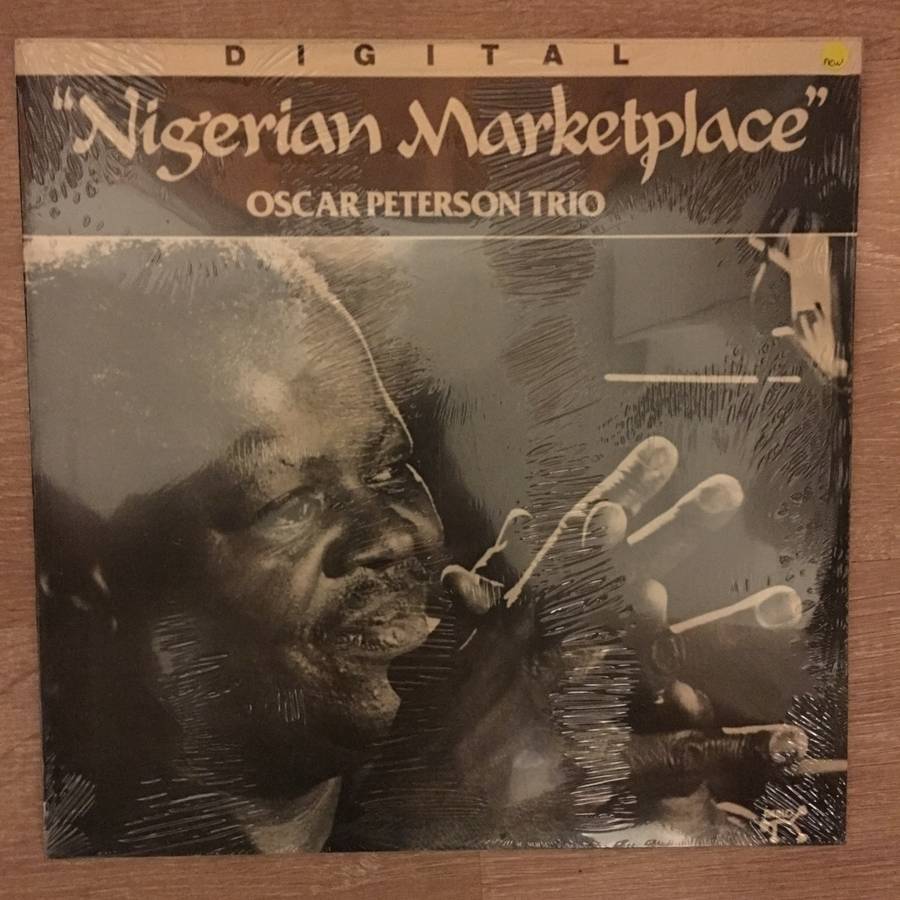 DIGITAL
new
“Nigerian Marketplace”
OSCAR PETERSON TRIO